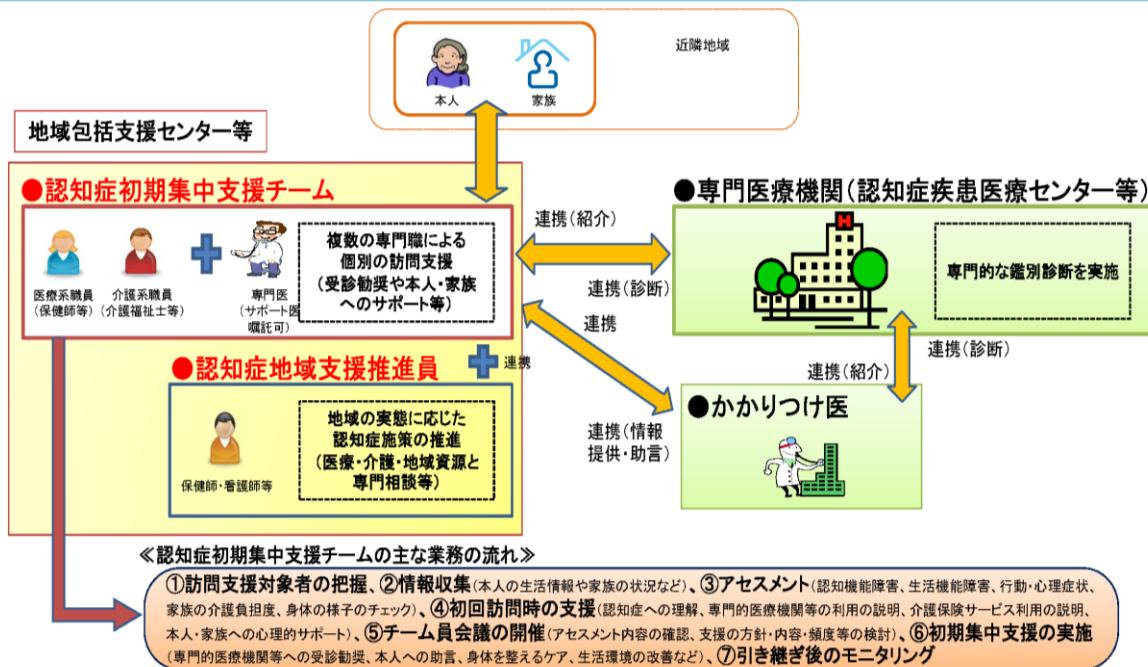 近隣地域
本人
家族
地域包括支援センター等
●認知症初期集中支援チーム
医療系職員
(保健師等)
介護系職員
(介護福祉士等)
専門医
(サポート医
嘱託可)
複数の専門職による
個別の訪問支援
(受診勧奨や本人・家族
へのサポート等)
●認知症地域支援推進員
連携
保健師・看護師等
地域の実態に応じた
認知症施策の推進
(医療・介護・地域資源と
専門相談等)
連携(紹介)
連携(診断)
連携
連携(情報
提供・助言)
●専門医療機関(認知症疾患医療センター等)
H
専門的な鑑別診断を実施
連携(診断)
連携(紹介)
●かかりつけ医
≪認知症初期集中支援チームの主な業務の流れ≫
①訪問支援対象者の把握、②情報収集(本人の生活情報や家族の状況など)、③アセスメント(認知機能障害、生活機能障害、行動・心理症状、
家族の介護負担度、身体の様子のチェック)、④初回訪問時の支援(認知症への理解、専門的医療機関等の利用の説明、介護保険サービス利用の説明、
本人・家族への心理的サポート)、⑤チーム員会議の開催(アセスメント内容の確認、支援の方針・内容・頻度等の検討)、⑥初期集中支援の実施
(専門的医療機関等への受診勧奨、本人への助言、身体を整えるケア、生活環境の改善など)、⑦引き継ぎ後のモニタリング